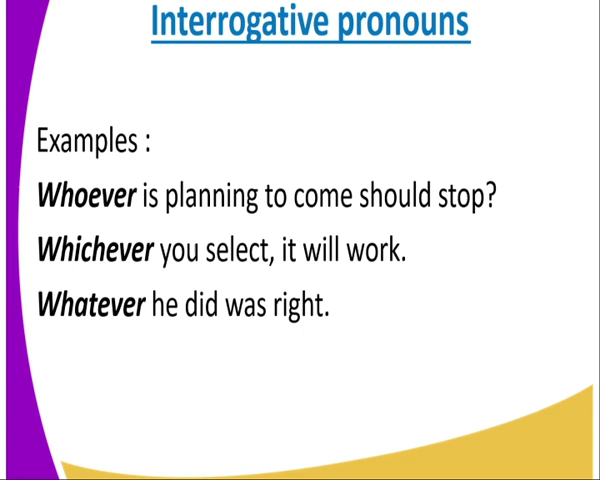 Interrogative pronouns
Examples :
Whoever is planning to come should stop?
Whichever you select, it will work.
Whatever he did was right.